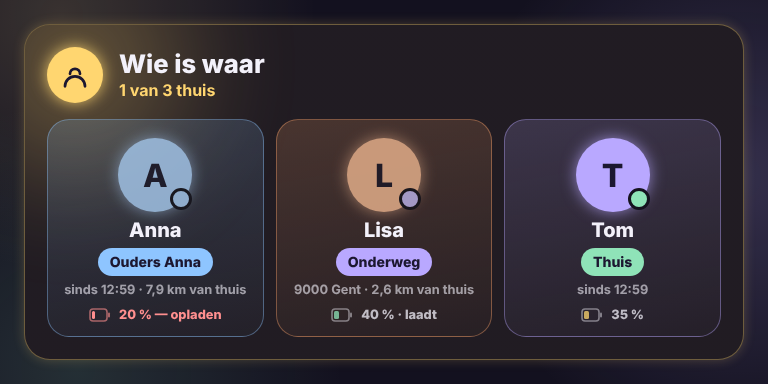 Wie is waar
1 van 3 thuis
A
Anna
Ouders Anna
sinds 12:59 · 7,9 km van thuis
20 % — opladen
L
Lisa
Onderweg
9000 Gent · 2,6 km van thuis
40 % · laadt
T
Tom
Thuis
sinds 12:59
35 %